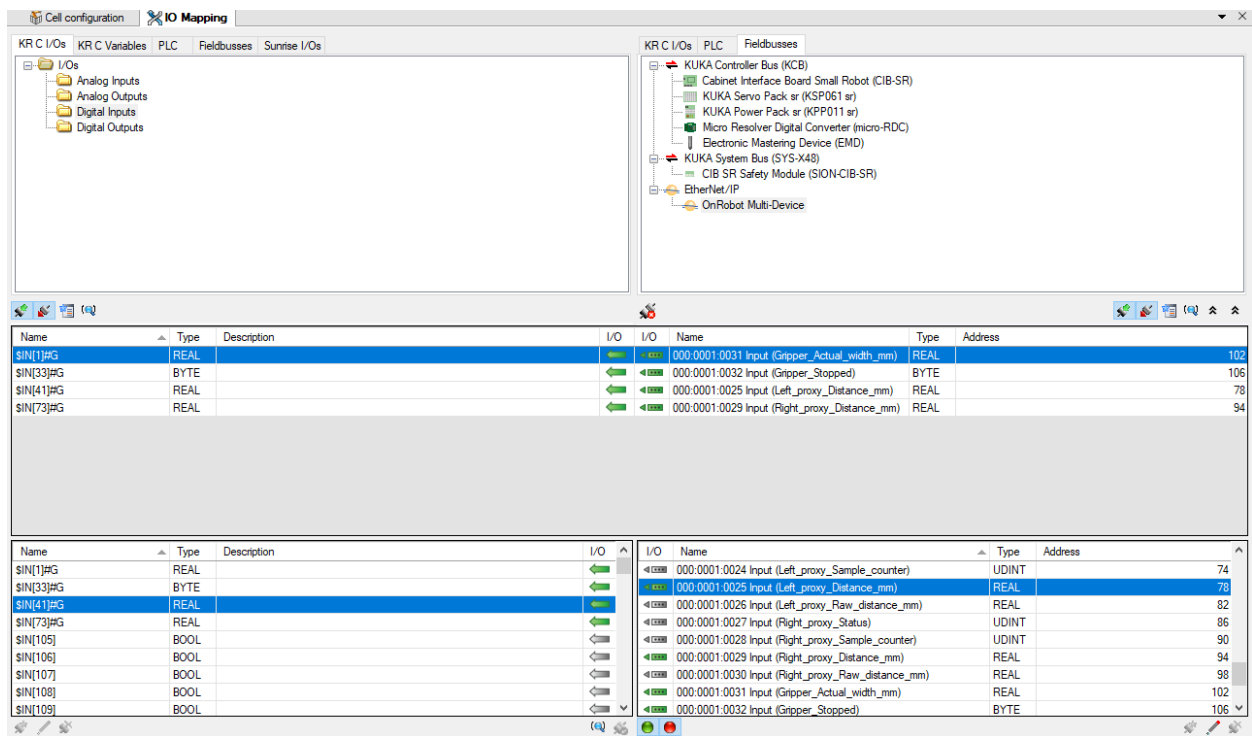 Cell configuration IO Mapping
KR C I/Os KR C Variables PLC Fieldbusses Sunrise I/Os
I/Os
Analog Inputs
Analog Outputs
Digital Inputs
Digital Outputs
KR C I/Os PLC Fieldbusses
KUKA Controller Bus (KCB)
Cabinet Interface Board Small Robot (CIB-SR)
KUKA Servo Pack sr (KSP061 sr)
KUKA Power Pack sr (KPP011 sr)
Micro Resolver Digital Converter (micro-RDC)
Electronic Mastering Device (EMD)
KUKA System Bus (SYS-X48)
CIB SR Safety Module (SION-CIB-SR)
EtherNet/IP
OnRobot Multi-Device
Name Type Description I/O I/O Name Type Address
$IN[1]#G REAL 000:0001:0031 Input (Gripper_Actual_width_mm) REAL 102
$IN[33]#G BYTE 000:0001:0032 Input (Gripper_Stopped) BYTE 106
$IN[41]#G REAL 000:0001:0025 Input (Left_proxy_Distance_mm) REAL 78
$IN[73]#G REAL 000:0001:0029 Input (Right_proxy_Distance_mm) REAL 94
Name Type Description I/O
$IN[1]#G REAL
$IN[33]#G BYTE
$IN[41]#G REAL
$IN[73]#G REAL
$IN[105] BOOL
$IN[106] BOOL
$IN[107] BOOL
$IN[108] BOOL
$IN[109] BOOL
I/O Name Type Address
000:0001:0024 Input (Left_proxy_Sample_counter) UDINT 74
000:0001:0025 Input (Left_proxy_Distance_mm) REAL 78
000:0001:0026 Input (Left_proxy_Raw_distance_mm) REAL 82
000:0001:0027 Input (Right_proxy_Status) UDINT 86
000:0001:0028 Input (Right_proxy_Sample_counter) UDINT 90
000:0001:0029 Input (Right_proxy_Distance_mm) REAL 94
000:0001:0030 Input (Right_proxy_Raw_distance_mm) REAL 98
000:0001:0031 Input (Gripper_Actual_width_mm) REAL 102
000:0001:0032 Input (Gripper_Stopped) BYTE 106